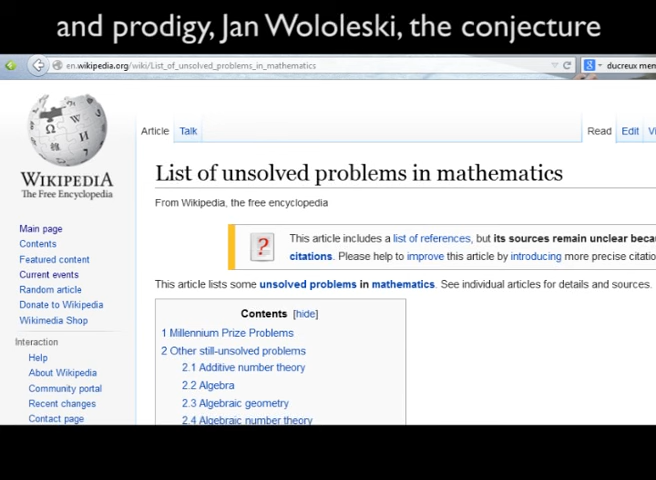 and prodigy, Jan Wololeski, the conjecture
en.wikipedia.org/wiki/List_of_unsolved_problems_in_mathematics
ducreux mem
Article Talk Read Edit Vi
WIKIPEDIA
The Free Encyclopedia
List of unsolved problems in mathematics
From Wikipedia, the free encyclopedia
Main page
Contents
Featured content
Current events
Random article
Donate to Wikipedia
Wikimedia Shop
Interaction
Help
About Wikipedia
Community portal
Recent changes
Contact page
This article includes a list of references, but its sources remain unclear beca
citations. Please help to improve this article by introducing more precise citatio
This article lists some unsolved problems in mathematics. See individual articles for details and sources.
Contents [hide]
1 Millennium Prize Problems
2 Other still-unsolved problems
2.1 Additive number theory
2.2 Algebra
2.3 Algebraic geometry
2.4 Algebraic number theory